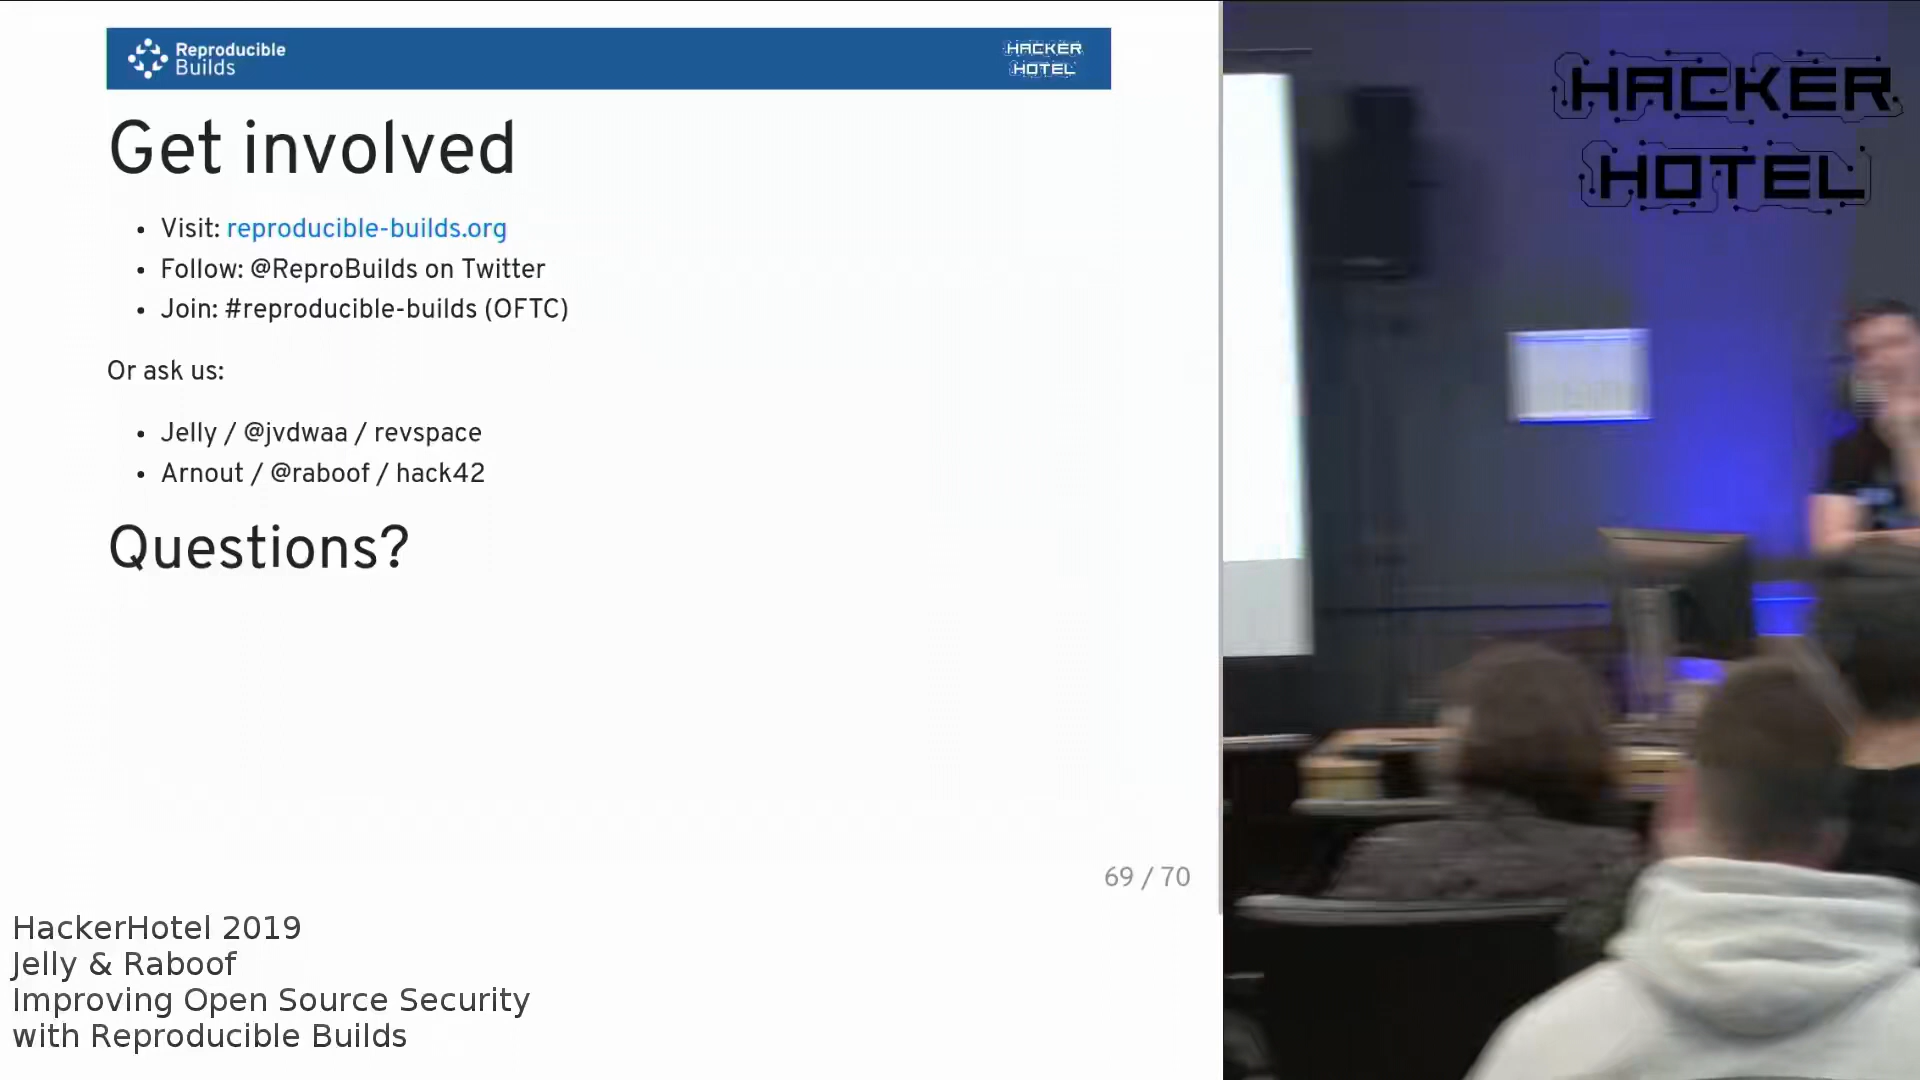 Reproducible
Builds
HACKER
HOTEL
Get involved
• Visit: reproducible-builds.org
• Follow: @ReproBuilds on Twitter
• Join: #reproducible-builds (OFTC)
Or ask us:
• Jelly / @jvdwaa / revspace
• Arnout / @raboof / hack42
Questions?
69 / 70
HackerHotel 2019
Jelly & Raboof
Improving Open Source Security
with Reproducible Builds
HACKER
HOTEL